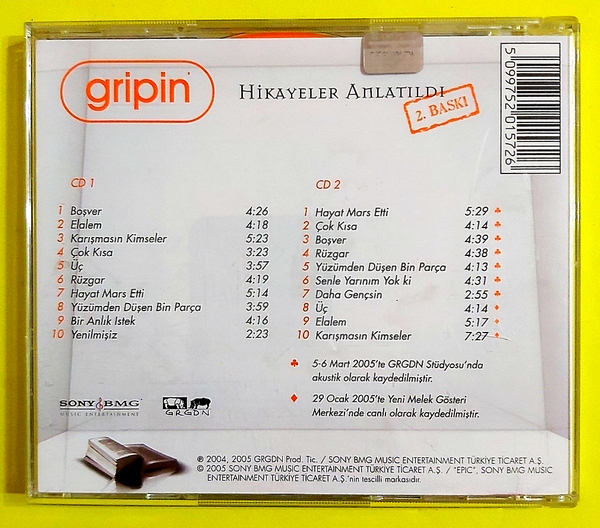 gripin
HİKAYELER ANLATILDI
2. BASKI
5 099752 015726
CD 1
1 Boşver 4:26
2 Elalem 4:18
3 Karışmasın Kimseler 5:23
4 Çok Kısa 3:23
5 Üç 3:57
6 Rüzgar 4:19
7 Hayat Mars Etti 5:14
8 Yüzümden Düşen Bin Parça 3:59
9 Bir Anlık Istek 4:16
10 Yenilmişiz 2:23
CD 2
1 Hayat Mars Etti 5:29 ♣
2 Çok Kısa 4:14 ♣
3 Boşver 4:39 ♣
4 Rüzgar 4:38 ♣
5 Yüzümden Düşen Bin Parça 4:13 ♣
6 Senle Yarınım Yok ki 4:31 ♣
7 Daha Gençsin 2:55 ♣
8 Üç 4:14 ♦
9 Elalem 5:17 ♦
10 Karışmasın Kimseler 7:27 ♦
♣ 5-6 Mart 2005'te GRGDN Stüdyosu'nda
akustik olarak kaydedilmiştir.
♦ 29 Ocak 2005'te Yeni Melek Gösteri
Merkezi'nde canlı olarak kaydedilmiştir.
SONY BMG
MUSIC ENTERTAINMENT
GRGDN
℗ 2004, 2005 GRGDN Prod. Tic. / SONY BMG MUSIC ENTERTAINMENT TÜRKİYE TİCARET A.Ş.
© 2005 SONY BMG MUSIC ENTERTAINMENT TÜRKİYE TİCARET A.Ş. / "EPIC", SONY BMG MUSIC
ENTERTAINMENT TÜRKİYE TİCARET A.Ş.'nin tescilli markasıdır.